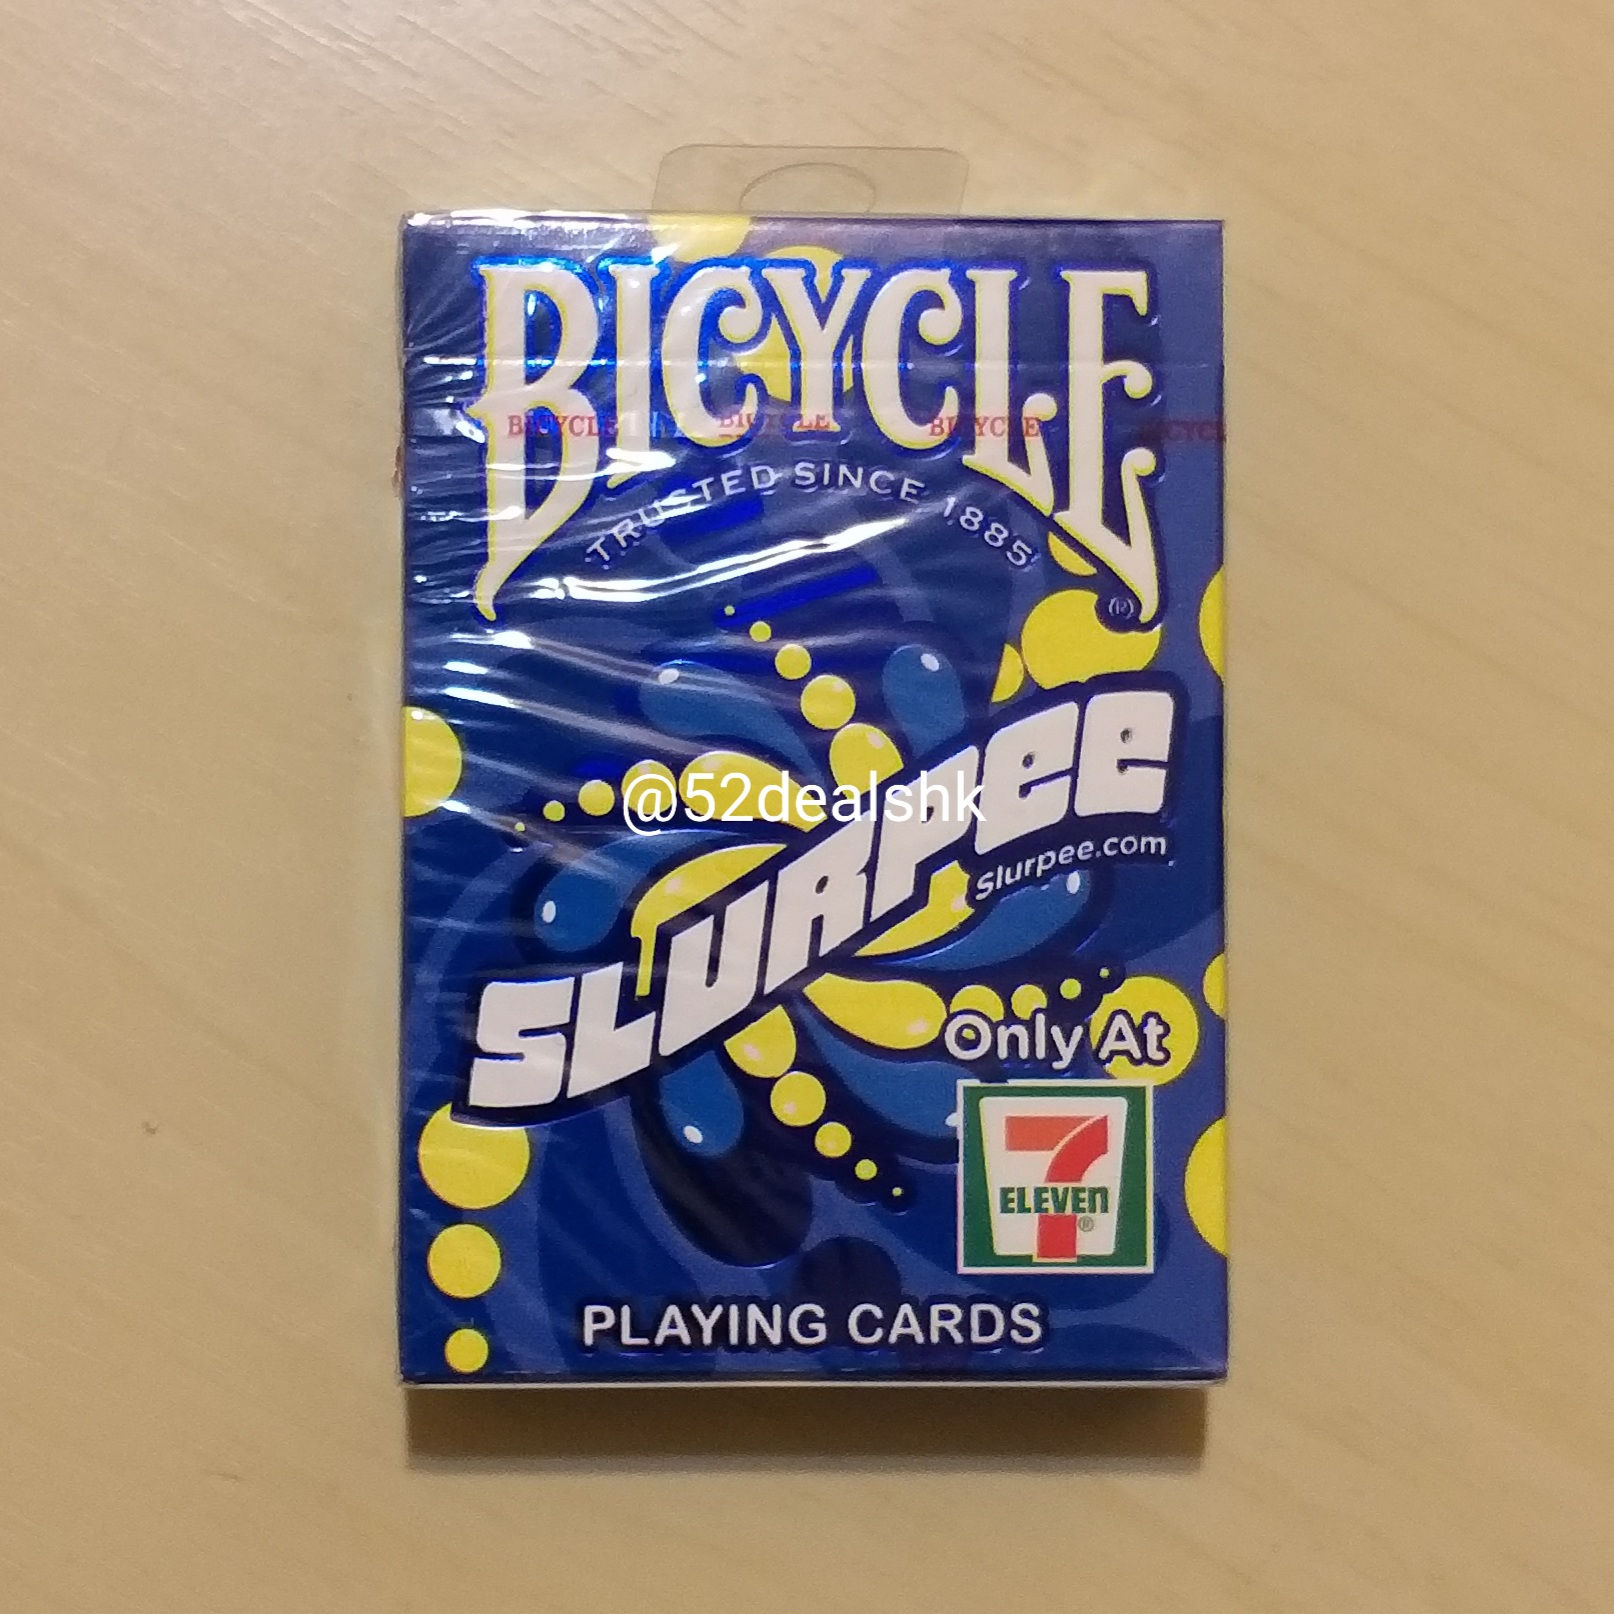 BICYCLE
BICYCLE BICYCLE BICYCLE BICYCLE
TRUSTED SINCE 1885
®
SLURPEE
@52dealshk
Slurpee.com
Only At
7
ELEVEN
®
PLAYING CARDS